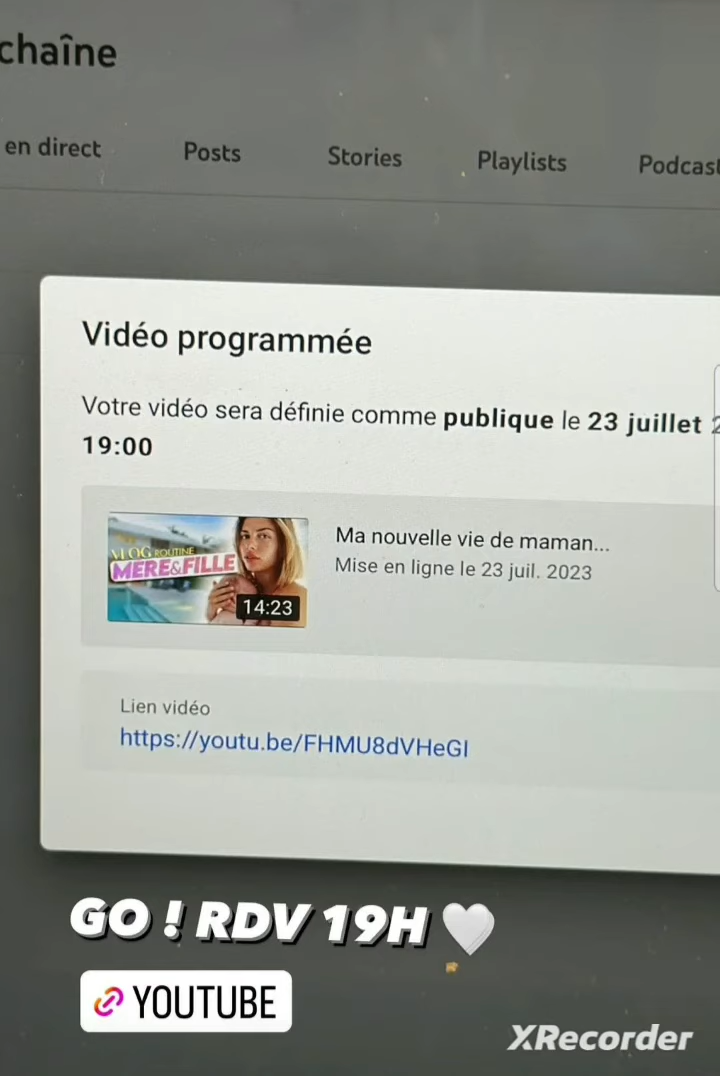 chaîne
en direct Posts Stories Playlists Podcast
Vidéo programmée
Votre vidéo sera définie comme publique le 23 juillet
19:00
VLOG ROUTINE
MERE&FILLE
14:23
Ma nouvelle vie de maman...
Mise en ligne le 23 juil. 2023
Lien vidéo
https://youtu.be/FHMU8dVHeGI
GO ! RDV 19H 🤍
YOUTUBE
XRecorder